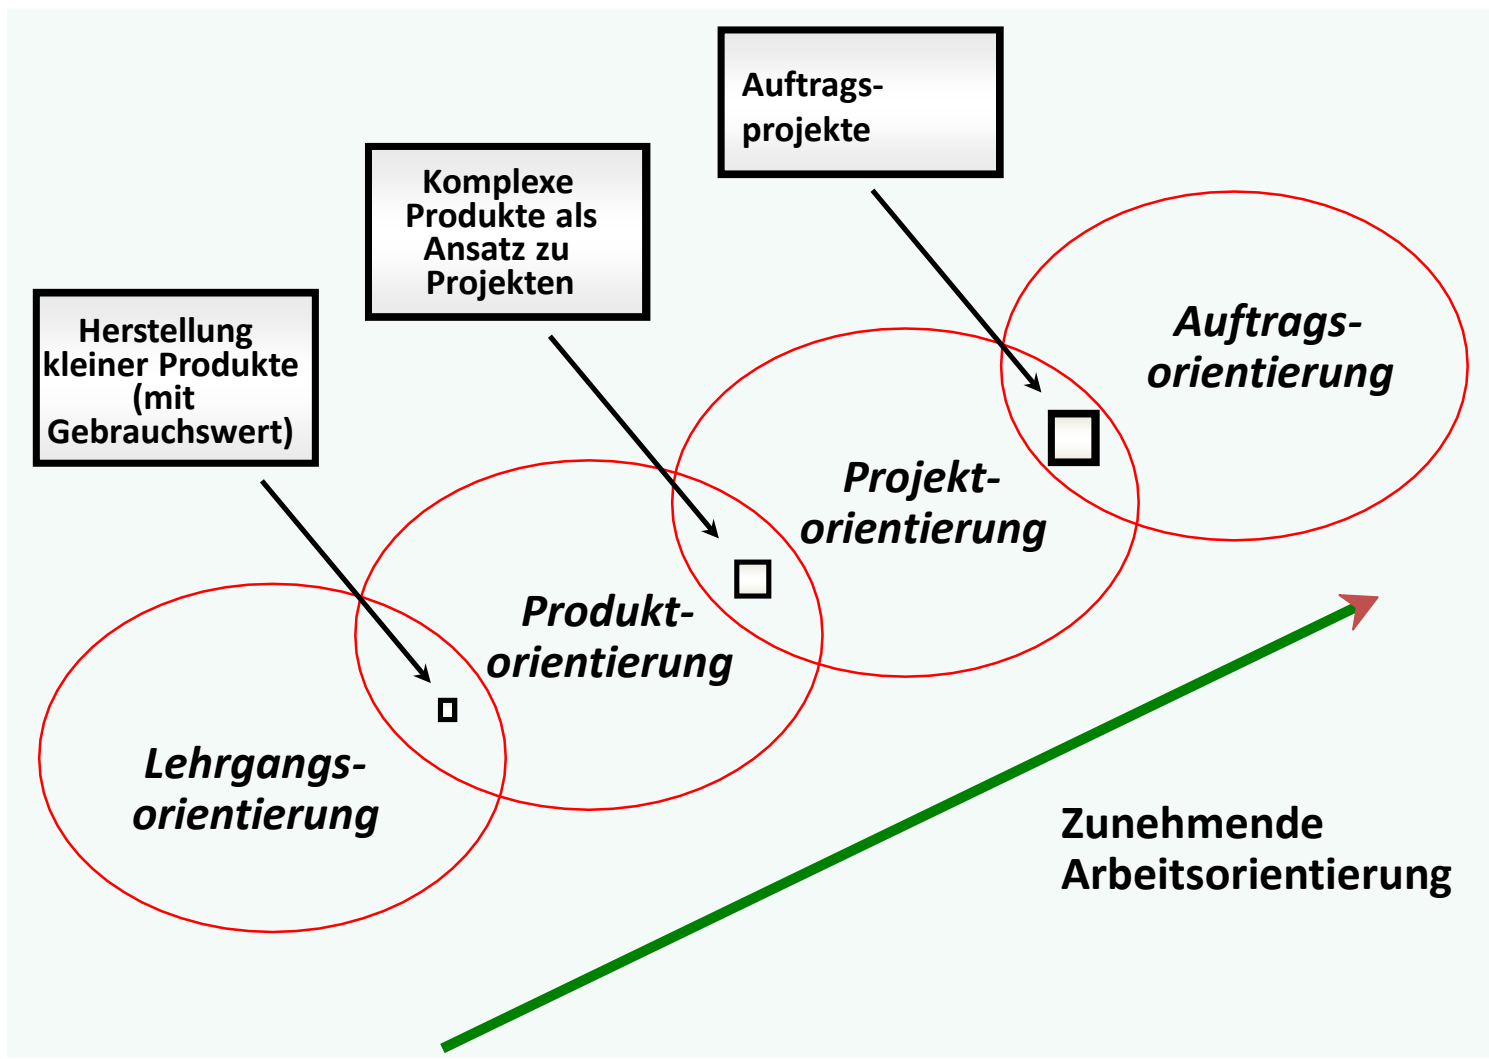 Auftrags-
projekte
Komplexe
Produkte als
Ansatz zu
Projekten
Herstellung
kleiner Produkte
(mit
Gebrauchswert)
Auftrags-
orientierung
Projekt-
orientierung
Produkt-
orientierung
Lehrgangs-
orientierung
Zunehmende
Arbeitsorientierung